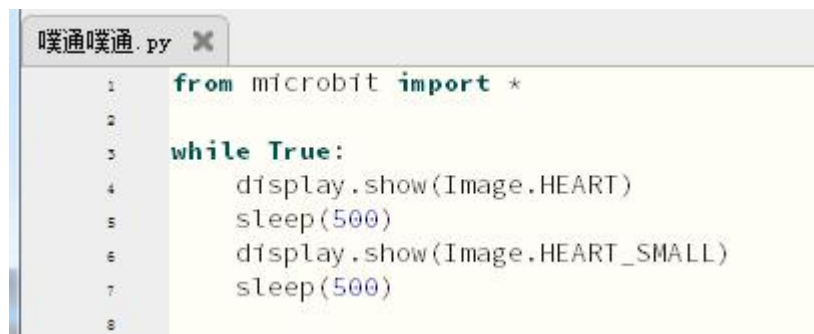 噗通噗通.py
1 from microbit import *
2
3 while True:
4     display.show(Image.HEART)
5     sleep(500)
6     display.show(Image.HEART_SMALL)
7     sleep(500)
8